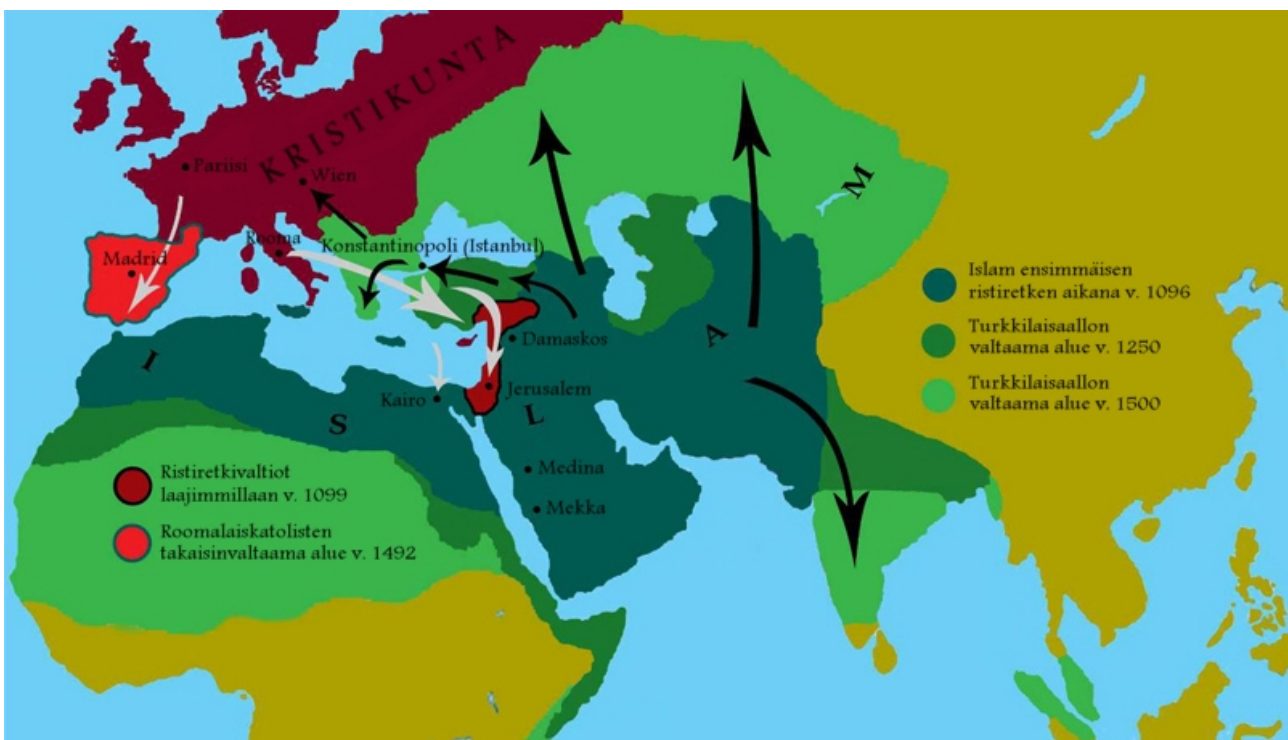 KRISTIKUNTA
Pariisi
Wien
Rooma
Madrid
Konstantinopoli (Istanbul)
Damaskos
Jerusalem
Kairo
Medina
Mekka
I
S
L
A
M
Islam ensimmäisen
ristiretken aikana v. 1096
Turkkilaisaallon
valtaama alue v. 1250
Turkkilaisaallon
valtaama alue v. 1500
Ristiretkivaltiot
laajimmillaan v. 1099
Roomalaiskatolisten
takaisinvaltaama alue v. 1492